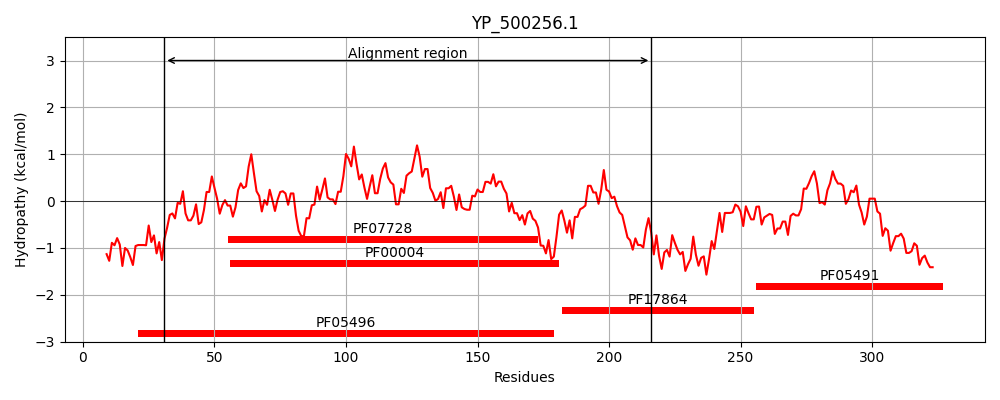 YP_500256.1
Alignment region
3
2
1
0
−1
−2
−3
Hydropathy (kcal/mol)
PF07728
PF00004
PF05491
PF17864
PF05496
0 50 100 150 200 250 300
Residues